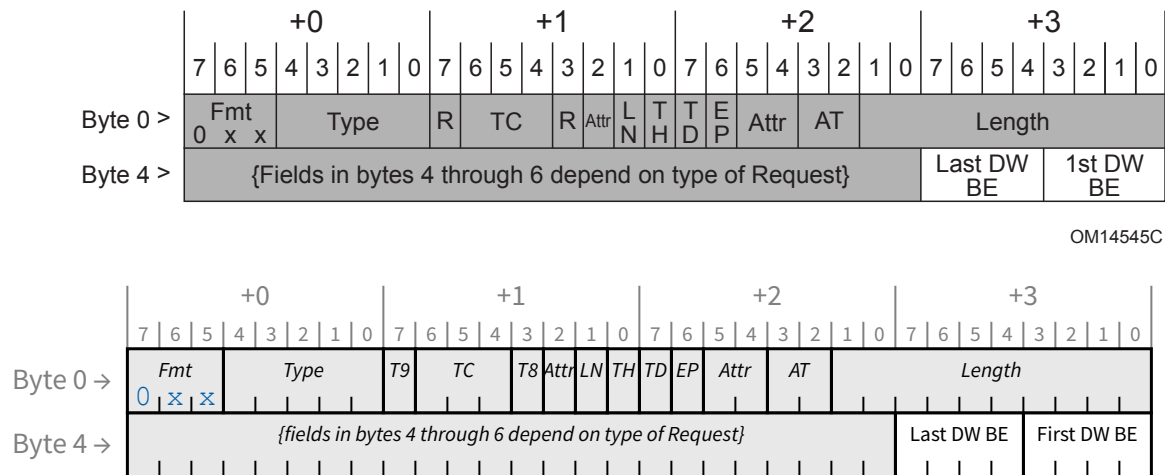 +0 +1 +2 +3
7 6 5 4 3 2 1 0 7 6 5 4 3 2 1 0 7 6 5 4 3 2 1 0 7 6 5 4 3 2 1 0
Byte 0 > Fmt 0 x x Type R TC R Attr LN TH TD EP Attr AT Length
Byte 4 > {Fields in bytes 4 through 6 depend on type of Request} Last DW BE 1st DW BE
OM14545C
+0 +1 +2 +3
7 6 5 4 3 2 1 0 7 6 5 4 3 2 1 0 7 6 5 4 3 2 1 0 7 6 5 4 3 2 1 0
Byte 0 → Fmt 0 x x Type T9 TC T8 Attr LN TH TD EP Attr AT Length
Byte 4 → {fields in bytes 4 through 6 depend on type of Request} Last DW BE First DW BE